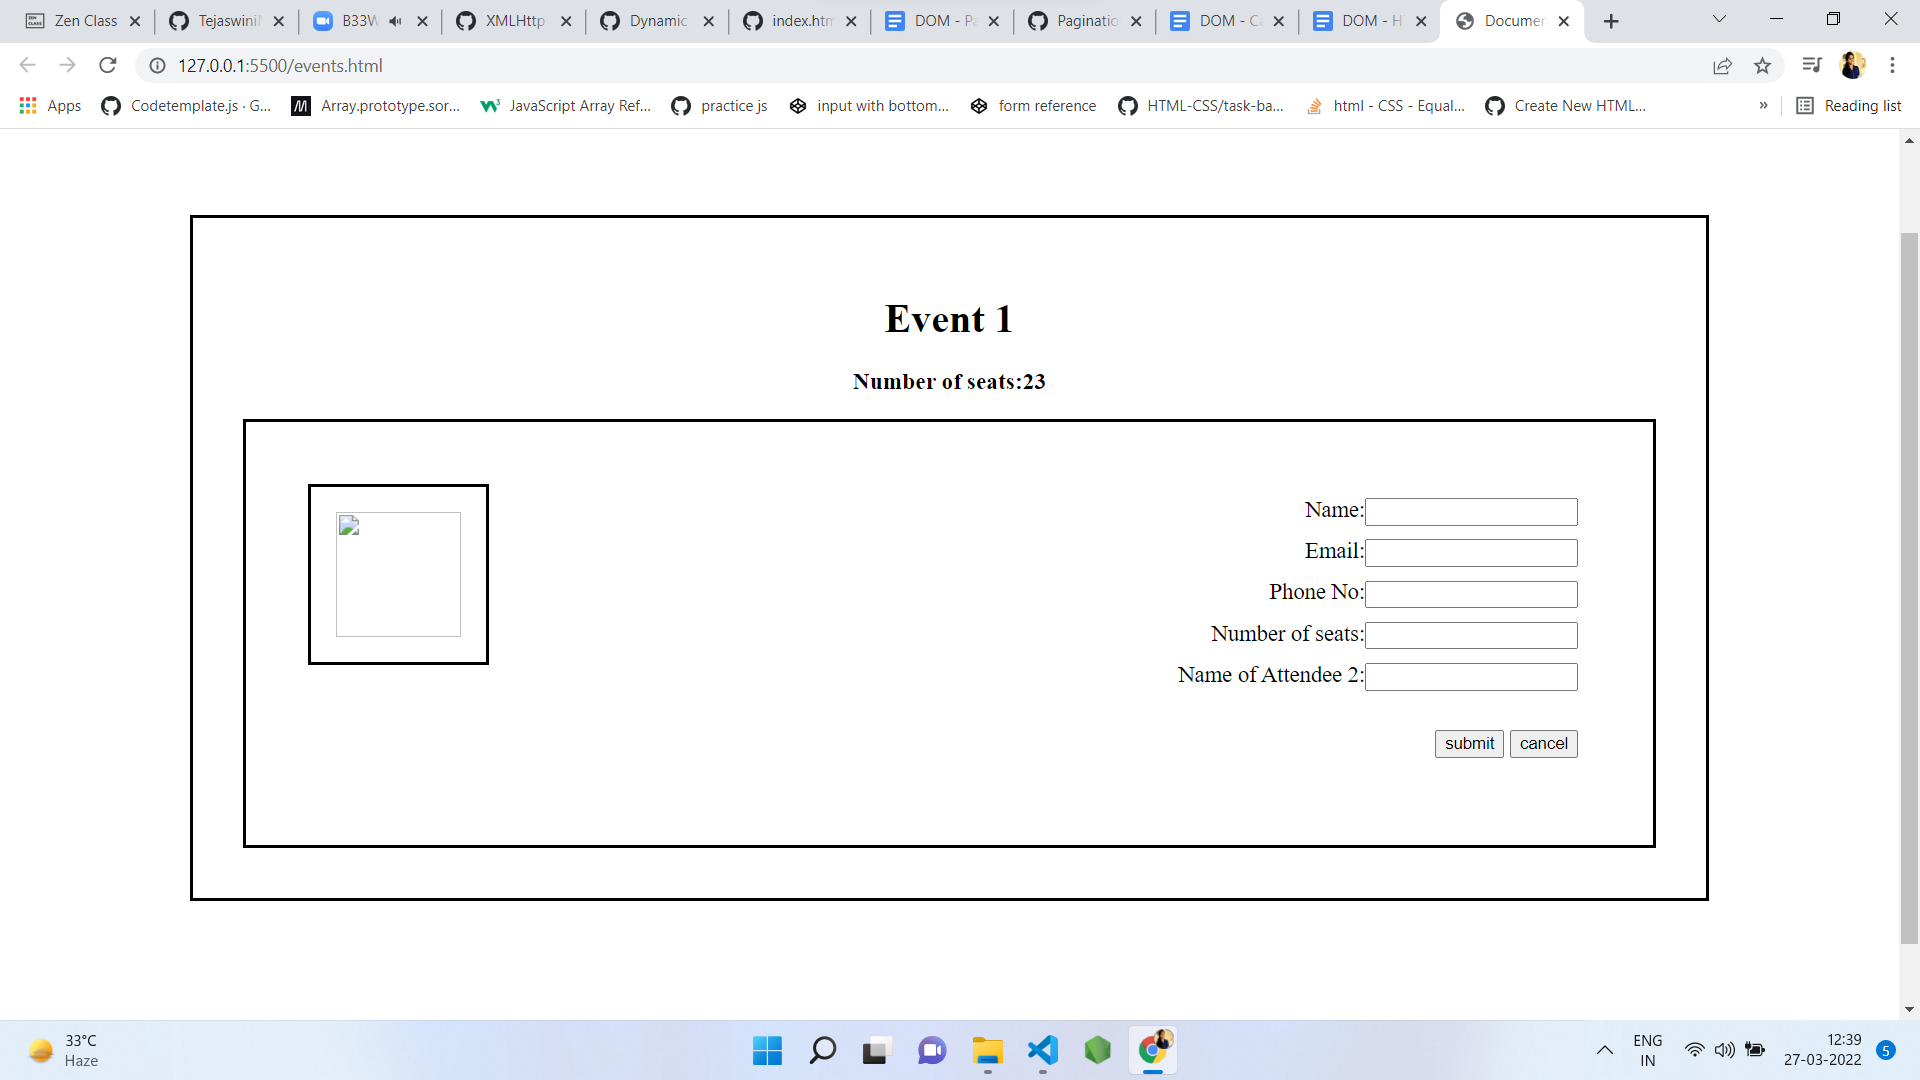 Zen Class
Tejaswini
B33W
XMLHttp
Dynamic
index.htm
DOM - Pa
Paginatio
DOM - Ca
DOM - H
Documen
127.0.0.1:5500/events.html
Apps
Codetemplate.js · G...
Array.prototype.sor...
JavaScript Array Ref...
practice js
input with bottom...
form reference
HTML-CSS/task-ba...
html - CSS - Equal...
Create New HTML...
»
Reading list
Event 1
Number of seats:23
Name:
Email:
Phone No:
Number of seats:
Name of Attendee 2:
submit cancel
33°C
Haze
ENG
IN
12:39
27-03-2022
5